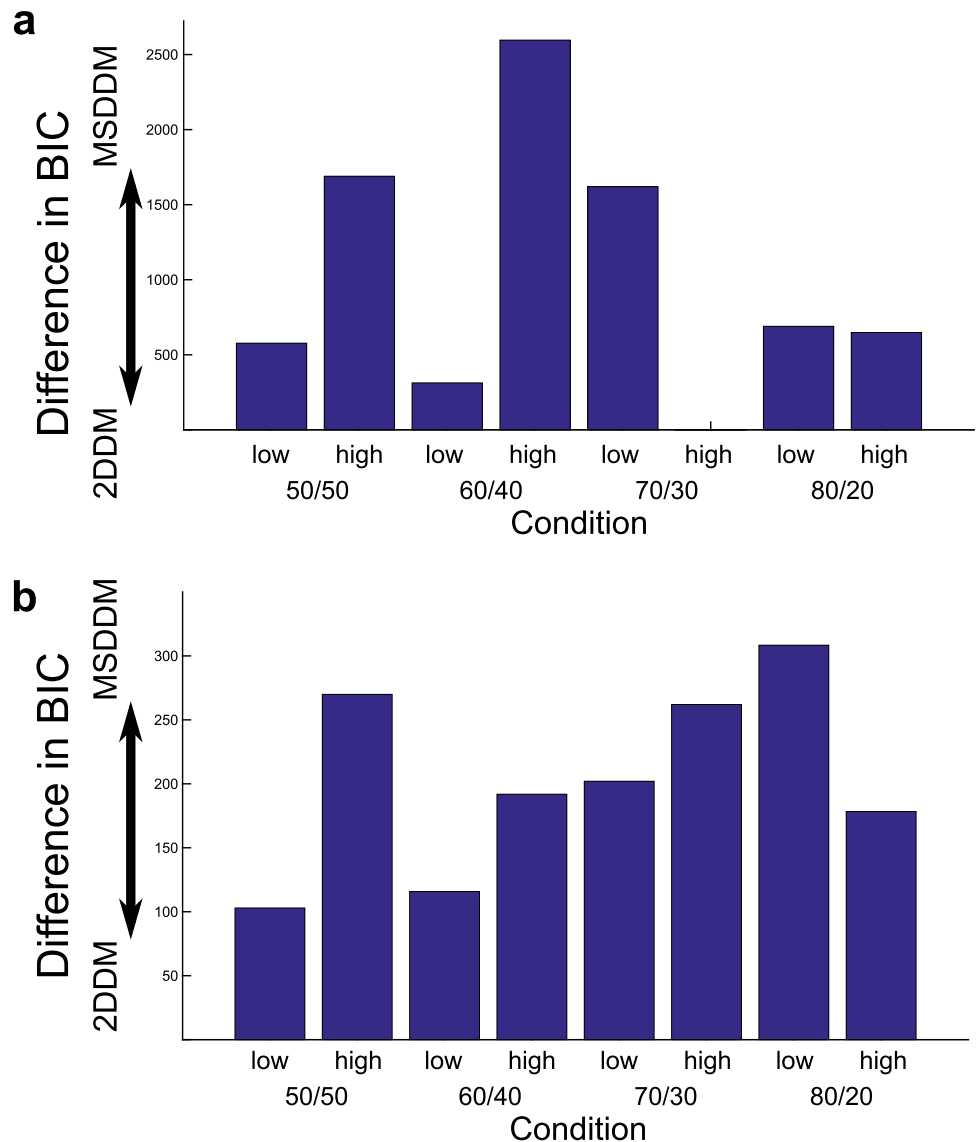 a
Difference in BIC
MSDDM
2DDM
2500
2000
1500
1000
500
low high low high low high low high
50/50 60/40 70/30 80/20
Condition
b
Difference in BIC
MSDDM
2DDM
300
250
200
150
100
50
low high low high low high low high
50/50 60/40 70/30 80/20
Condition